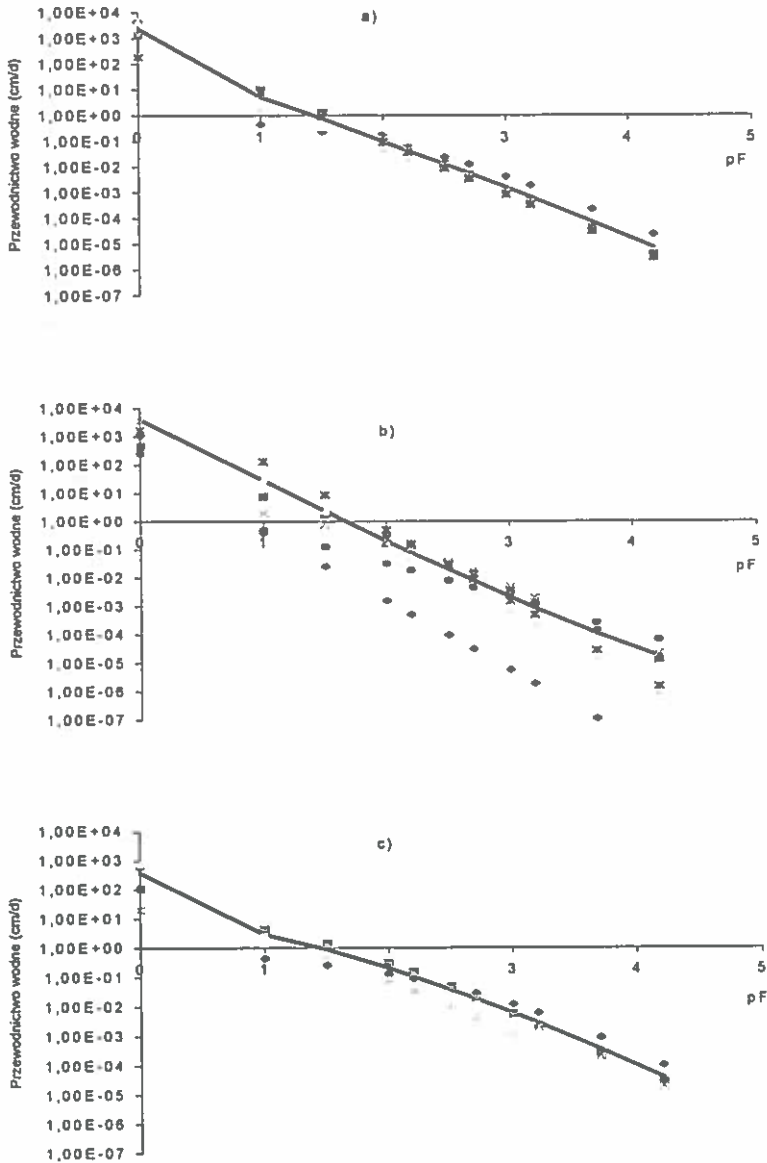 a)
Przewodnictwo wodne (cm/d)
1,00E+04
1,00E+03
1,00E+02
1,00E+01
1,00E+00
1,00E-01
1,00E-02
1,00E-03
1,00E-04
1,00E-05
1,00E-06
1,00E-07
0 1 2 3 4 5
pF
b)
Przewodnictwo wodne (cm/d)
1,00E+04
1,00E+03
1,00E+02
1,00E+01
1,00E+00
1,00E-01
1,00E-02
1,00E-03
1,00E-04
1,00E-05
1,00E-06
1,00E-07
0 1 2 3 4 5
pF
c)
Przewodnictwo wodne (cm/d)
1,00E+04
1,00E+03
1,00E+02
1,00E+01
1,00E+00
1,00E-01
1,00E-02
1,00E-03
1,00E-04
1,00E-05
1,00E-06
1,00E-07
0 1 2 3 4 5
pF